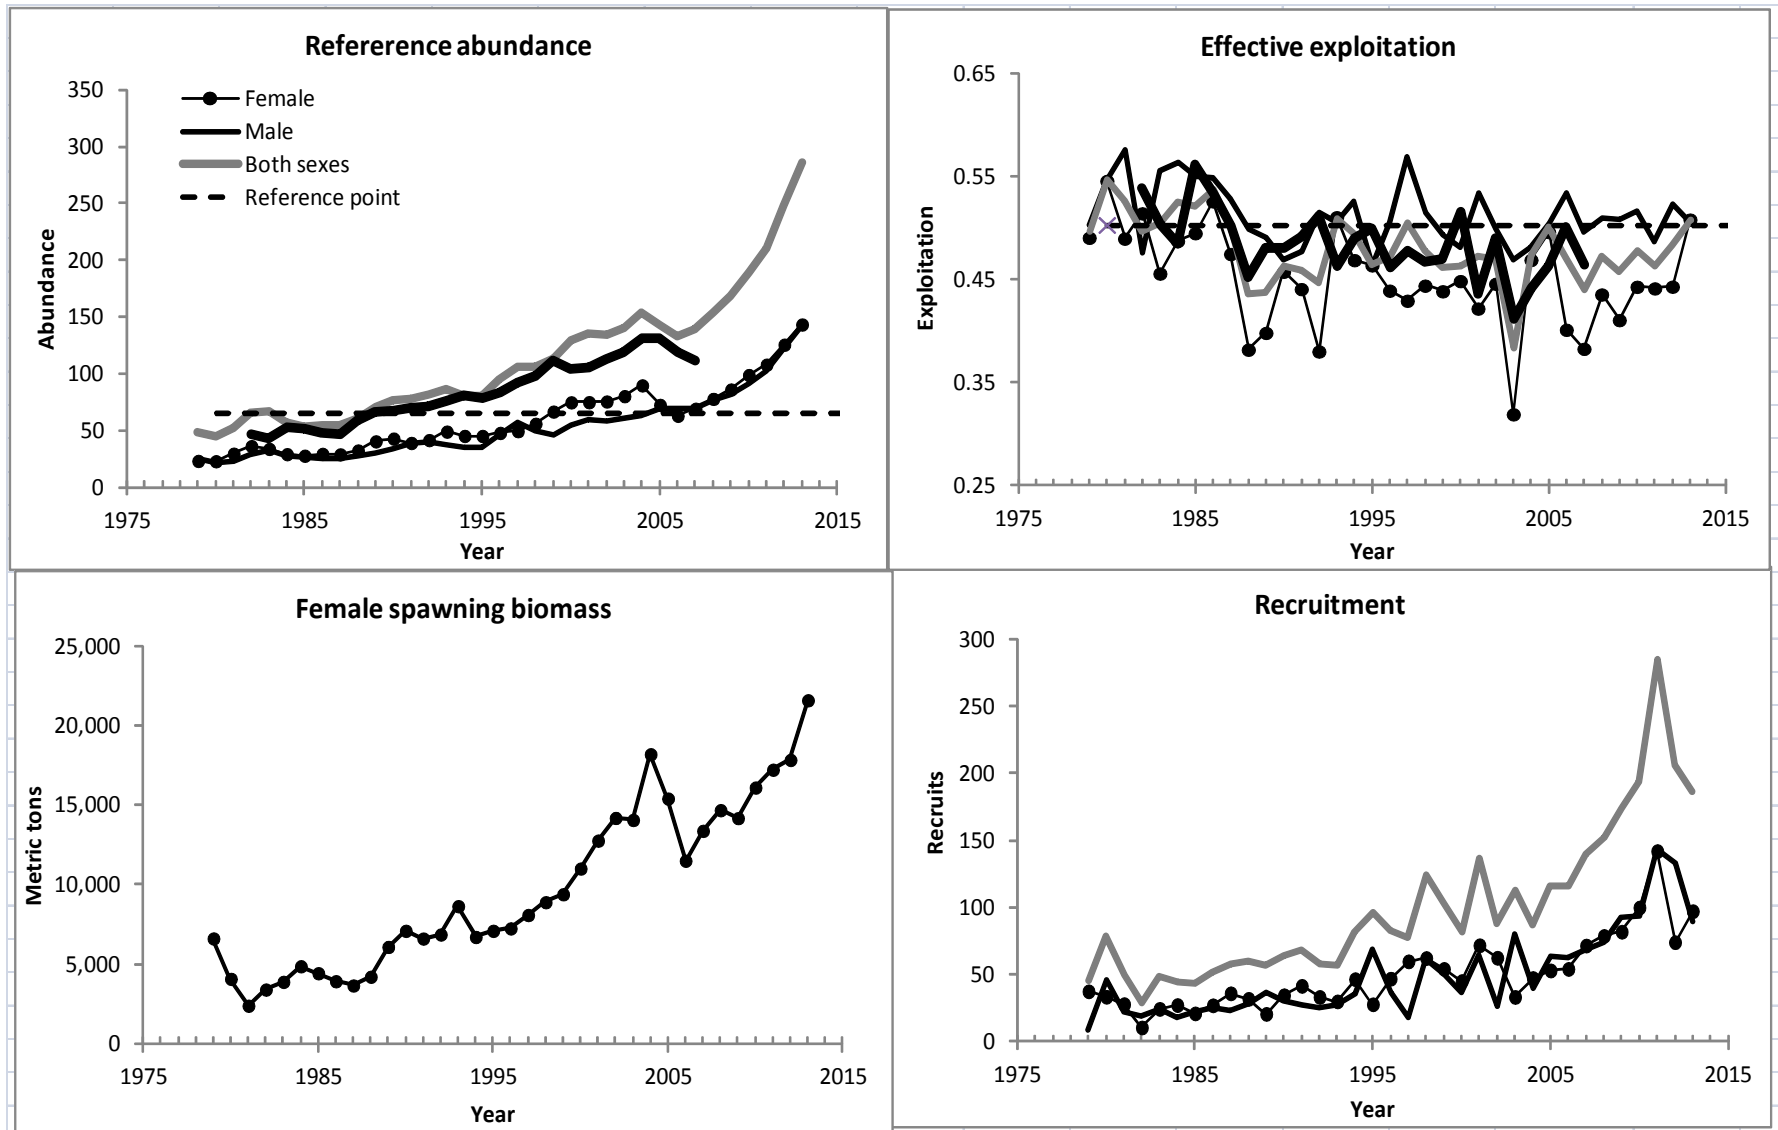 Refererence abundance
350
300
250
200
150
100
50
0
Abundance
Female
Male
Both sexes
Reference point
1975 1985 1995 2005 2015
Year
Effective exploitation
0.65
0.55
0.45
0.35
0.25
Exploitation
1975 1985 1995 2005 2015
Year
Female spawning biomass
25,000
20,000
15,000
10,000
5,000
0
Metric tons
1975 1985 1995 2005 2015
Year
Recruitment
300
250
200
150
100
50
0
Recruits
1975 1985 1995 2005 2015
Year